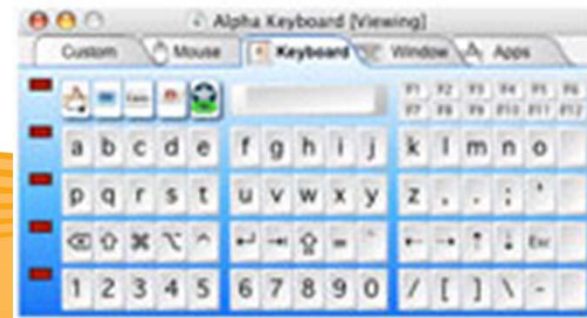 Alpha Keyboard [Viewing]
Custom Mouse Keyboard Window Apps
F1 F2 F3 F4 F5 F6
F7 F8 F9 F10 F11 F12
a b c d e f g h i j k l m n o
p q r s t u v w x y z , . ; '
⌫ ⇧ ⌘ ⌥ ^ ↵ ⇥ ⇪ = ` ← → ↑ ↓ Esc
1 2 3 4 5 6 7 8 9 0 / [ ] \ -